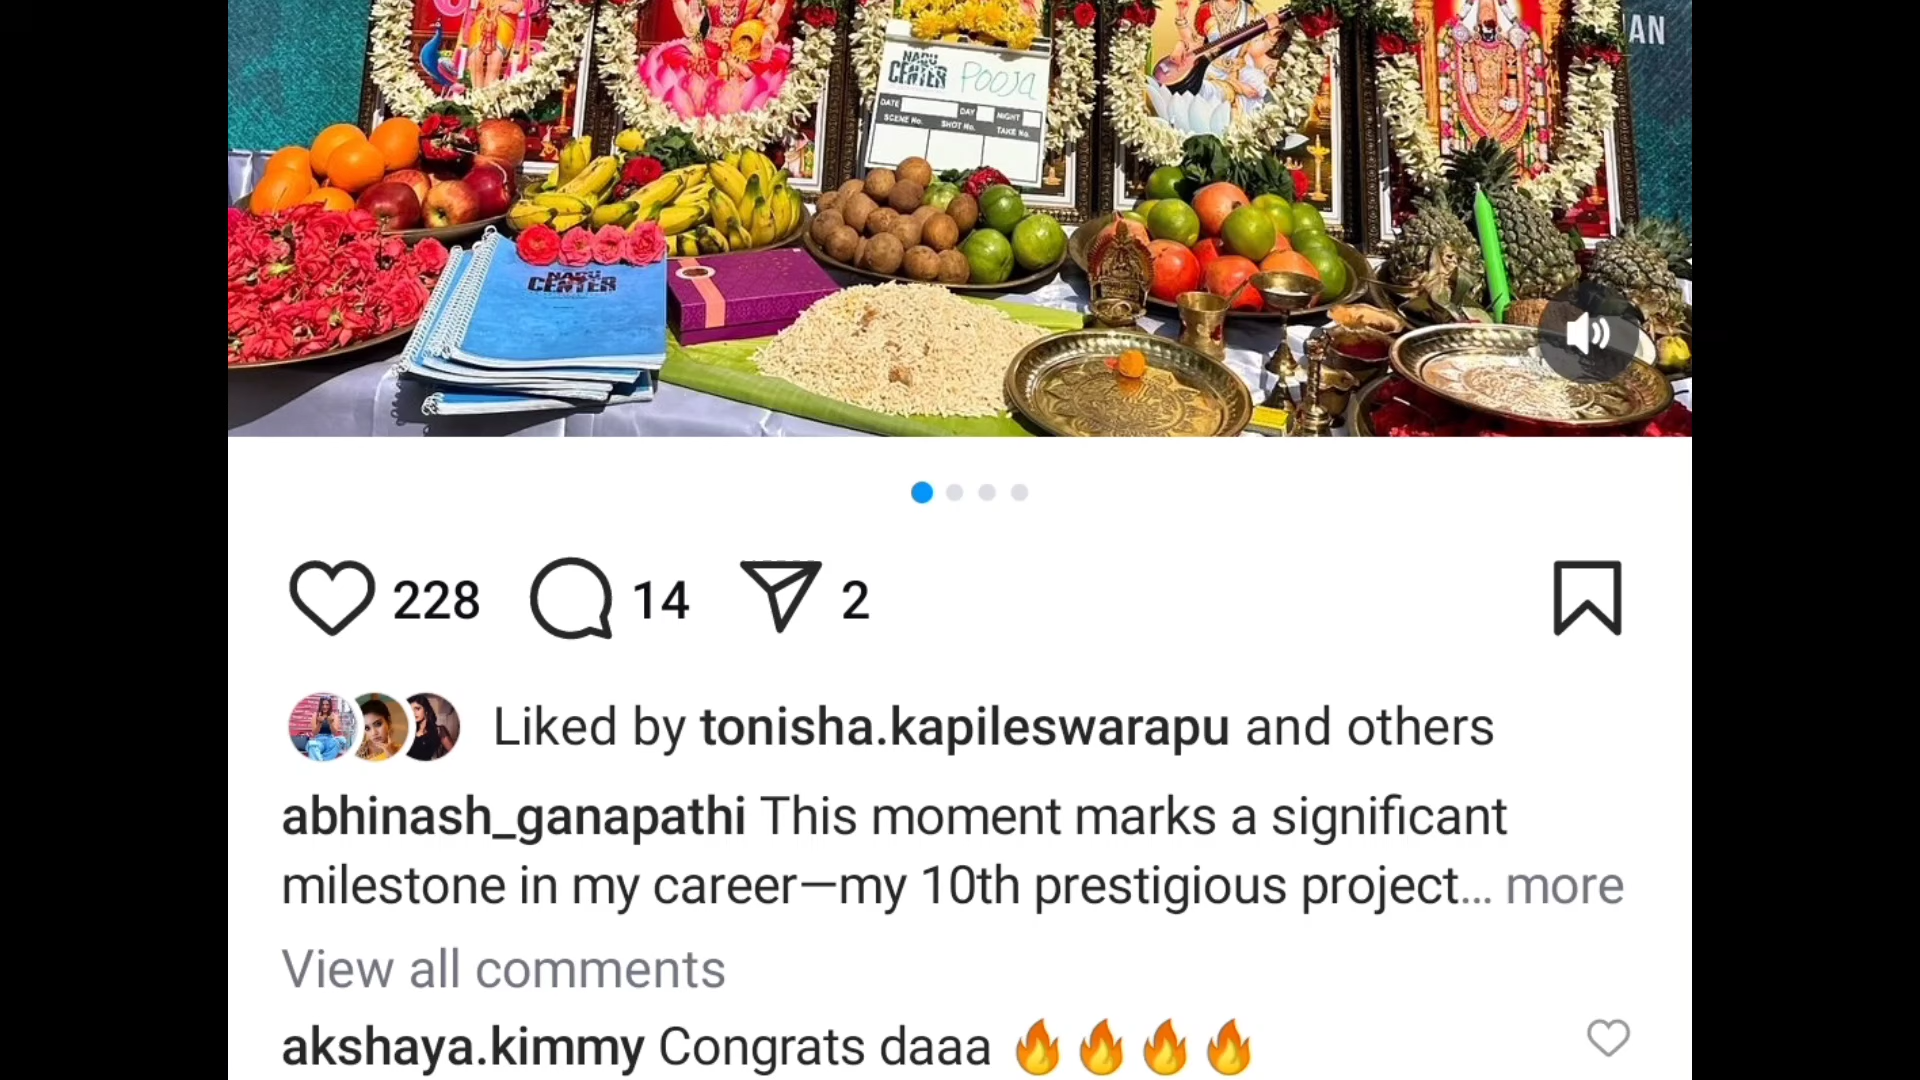 AN
NADU
CENTER POOJA
DATE DAY NIGHT
SCENE No. SHOT No. TAKE No.
NADU
CENTER
228 14 2
Liked by tonisha.kapileswarapu and others
abhinash_ganapathi This moment marks a significant
milestone in my career—my 10th prestigious project... more
View all comments
akshaya.kimmy Congrats daaa 🔥🔥🔥🔥